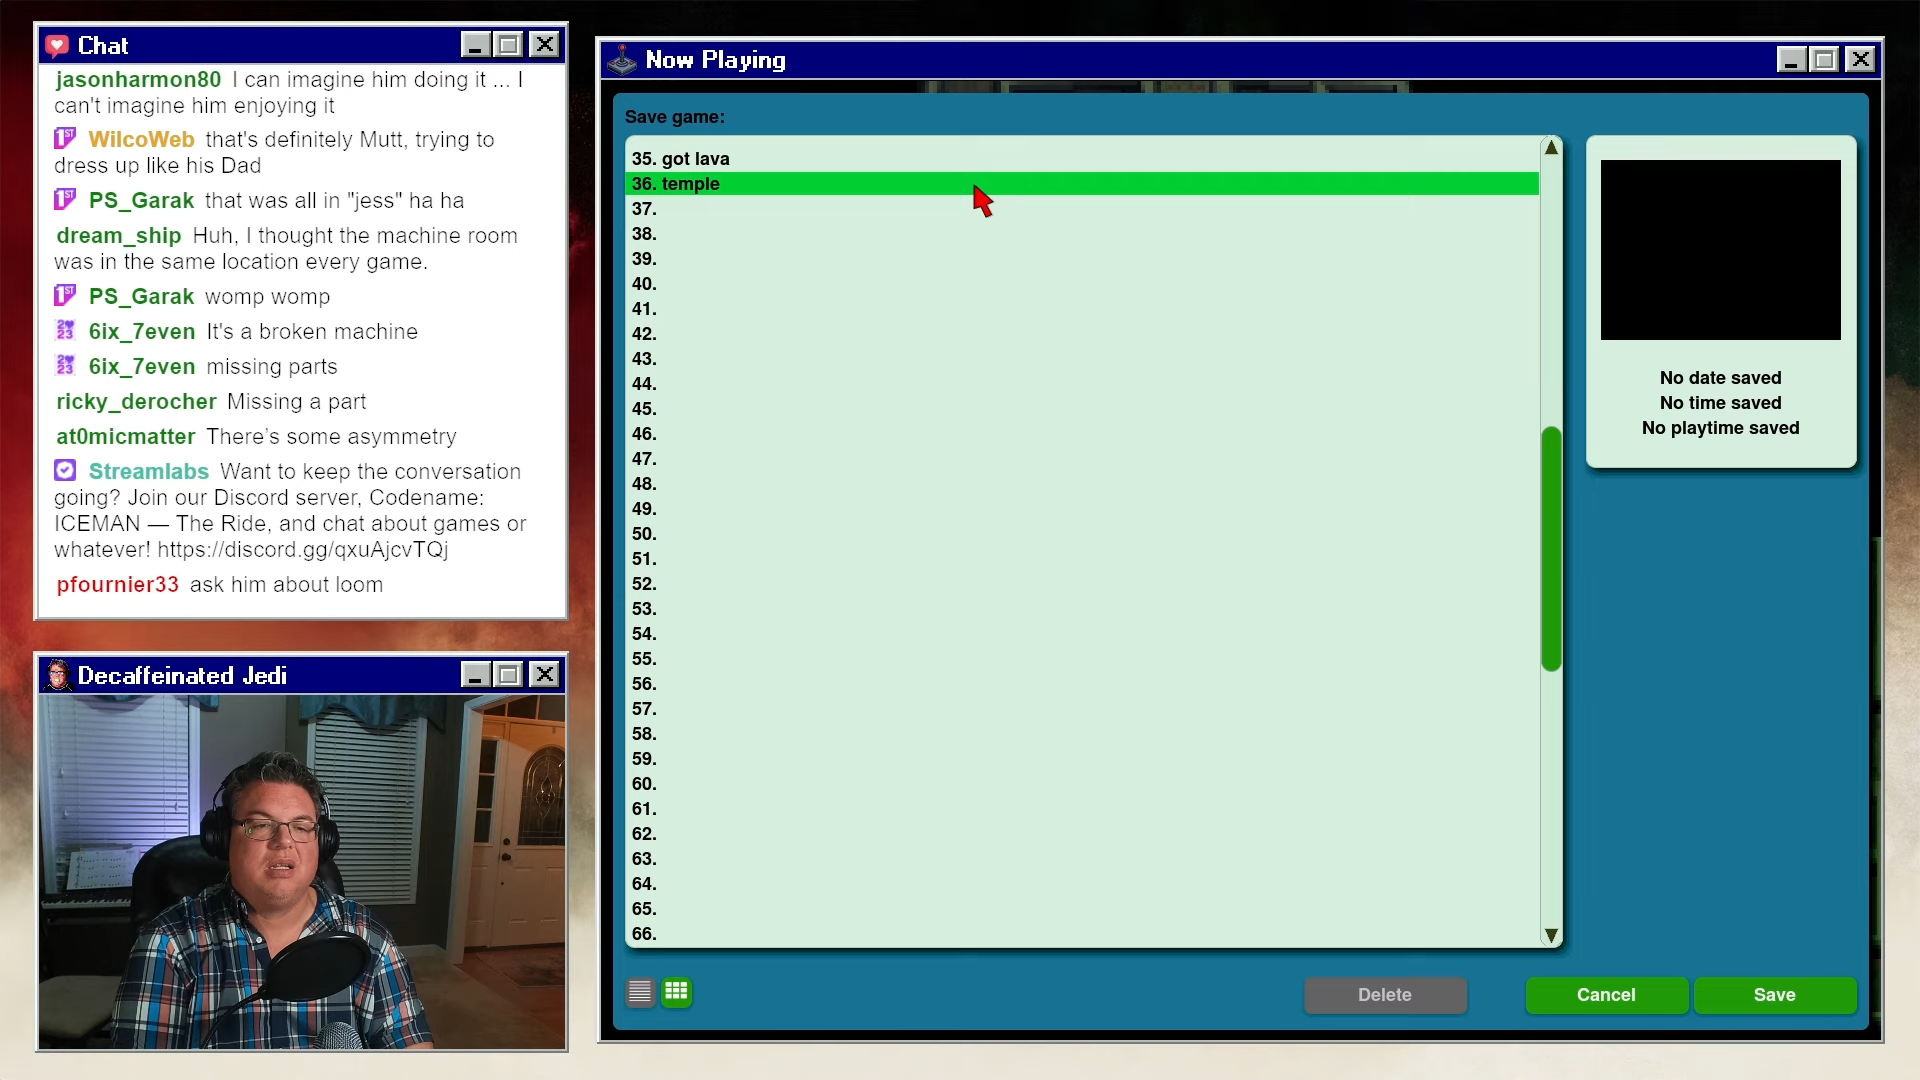 Chat
jasonharmon80 I can imagine him doing it ... I
can't imagine him enjoying it
1ST WilcoWeb that's definitely Mutt, trying to
dress up like his Dad
1ST PS_Garak that was all in "jess" ha ha
dream_ship Huh, I thought the machine room
was in the same location every game.
1ST PS_Garak womp womp
6ix_7even It's a broken machine
6ix_7even missing parts
ricky_derocher Missing a part
at0micmatter There's some asymmetry
Streamlabs Want to keep the conversation
going? Join our Discord server, Codename:
ICEMAN — The Ride, and chat about games or
whatever! https://discord.gg/qxuAjcvTQj
pfournier33 ask him about loom
Decaffeinated Jedi
Now Playing
Save game:
35. got lava
36. temple
37.
38.
39.
40.
41.
42.
43.
44.
45.
46.
47.
48.
49.
50.
51.
52.
53.
54.
55.
56.
57.
58.
59.
60.
61.
62.
63.
64.
65.
66.
No date saved
No time saved
No playtime saved
Delete
Cancel
Save